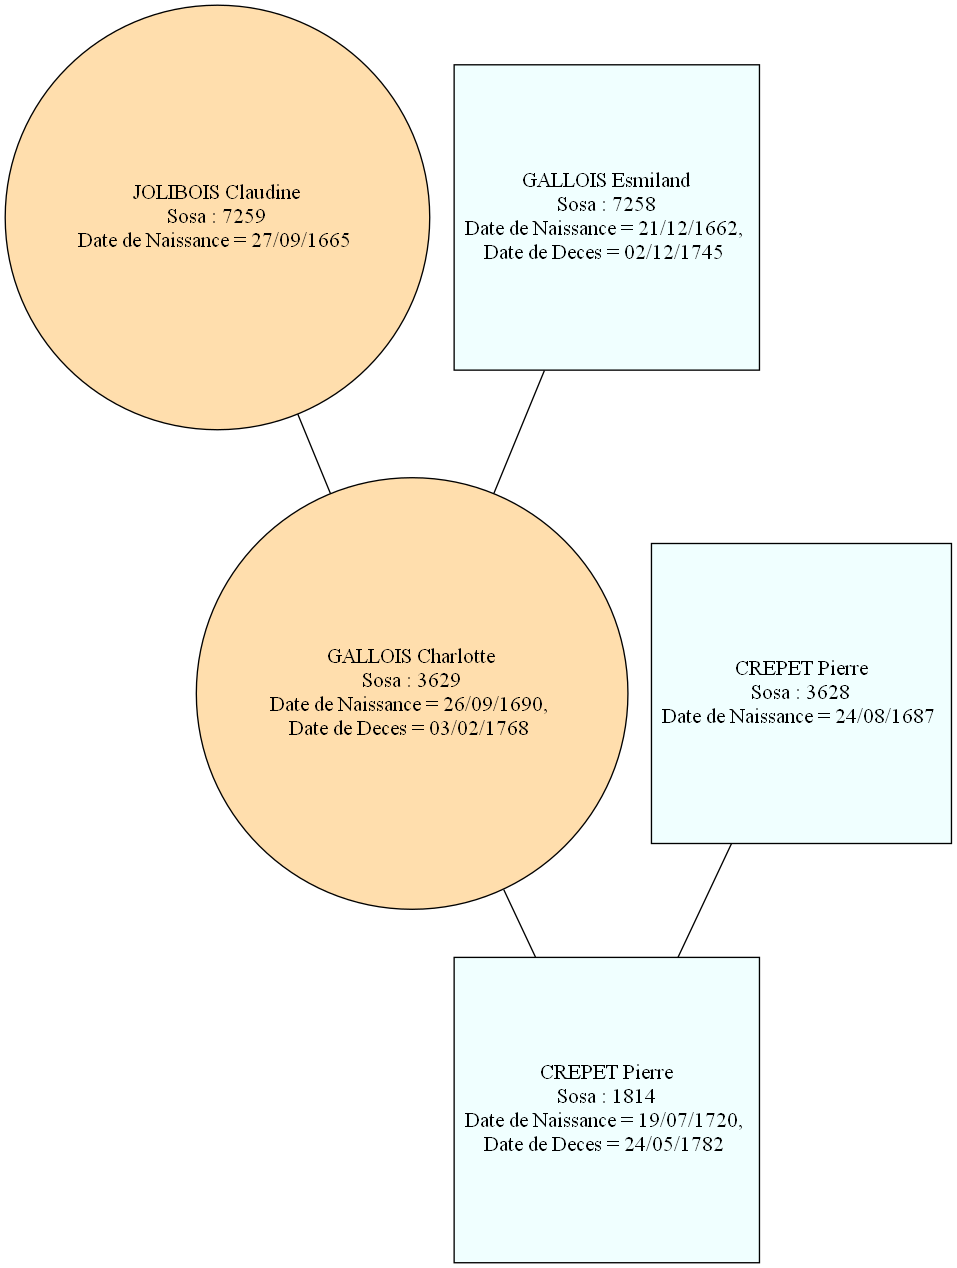 JOLIBOIS Claudine
Sosa : 7259
Date de Naissance = 27/09/1665
GALLOIS Esmiland
Sosa : 7258
Date de Naissance = 21/12/1662,
Date de Deces = 02/12/1745
GALLOIS Charlotte
Sosa : 3629
Date de Naissance = 26/09/1690,
Date de Deces = 03/02/1768
CREPET Pierre
Sosa : 3628
Date de Naissance = 24/08/1687
CREPET Pierre
Sosa : 1814
Date de Naissance = 19/07/1720,
Date de Deces = 24/05/1782